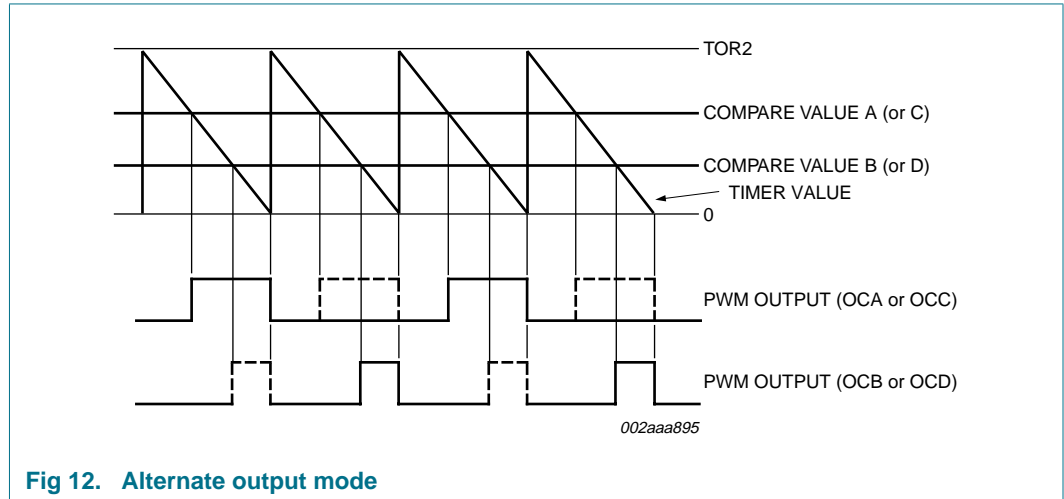 TOR2
COMPARE VALUE A (or C)
COMPARE VALUE B (or D)
TIMER VALUE
0
PWM OUTPUT (OCA or OCC)
PWM OUTPUT (OCB or OCD)
002aaa895
Fig 12. Alternate output mode